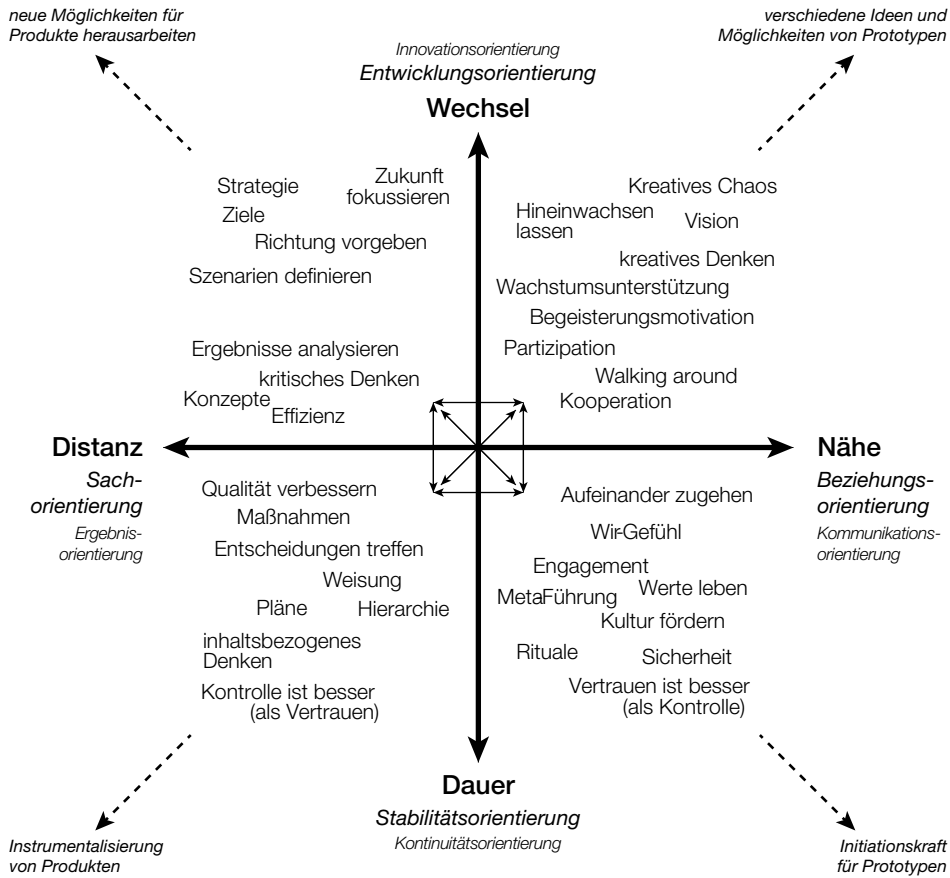 neue Möglichkeiten für
Produkte herausarbeiten
verschiedene Ideen und
Möglichkeiten von Prototypen
Innovationsorientierung
Entwicklungsorientierung
Wechsel
Strategie
Zukunft
fokussieren
Ziele
Richtung vorgeben
Szenarien definieren
Kreatives Chaos
Hineinwachsen
lassen
Vision
kreatives Denken
Wachstumsunterstützung
Begeisterungsmotivation
Ergebnisse analysieren
kritisches Denken
Konzepte
Effizienz
Partizipation
Walking around
Kooperation
Distanz
Sach-
orientierung
Ergebnis-
orientierung
Nähe
Beziehungs-
orientierung
Kommunikations-
orientierung
Qualität verbessern
Maßnahmen
Entscheidungen treffen
Weisung
Pläne
Hierarchie
inhaltsbezogenes
Denken
Kontrolle ist besser
(als Vertrauen)
Aufeinander zugehen
Wir-Gefühl
Engagement
Werte leben
MetaFührung
Kultur fördern
Rituale
Sicherheit
Vertrauen ist besser
(als Kontrolle)
Dauer
Stabilitätsorientierung
Kontinuitätsorientierung
Instrumentalisierung
von Produkten
Initiationskraft
für Prototypen